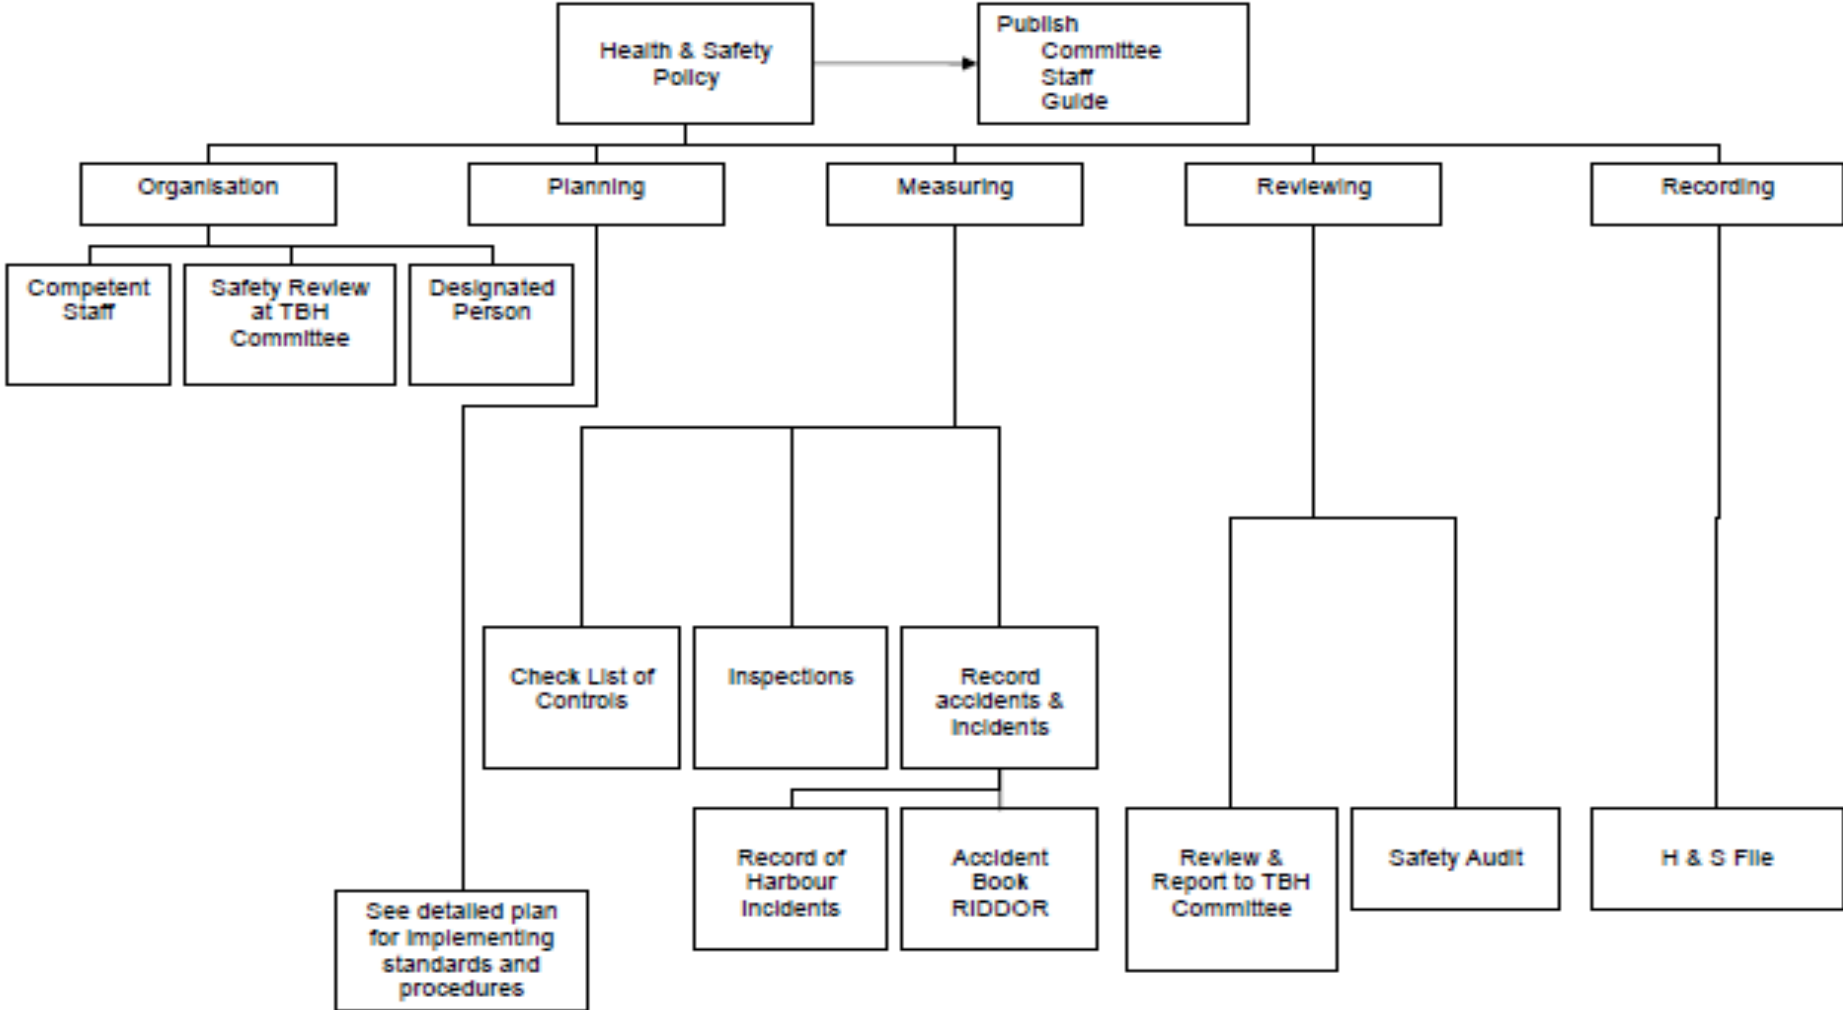 Health & Safety
Policy
Publish
Committee
Staff
Guide
Organisation
Planning
Measuring
Reviewing
Recording
Competent
Staff
Safety Review
at TBH
Committee
Designated
Person
Check List of
Controls
Inspections
Record
accidents &
incidents
Record of
Harbour
Incidents
Accident
Book
RIDDOR
Review &
Report to TBH
Committee
Safety Audit
H & S File
See detailed plan
for implementing
standards and
procedures